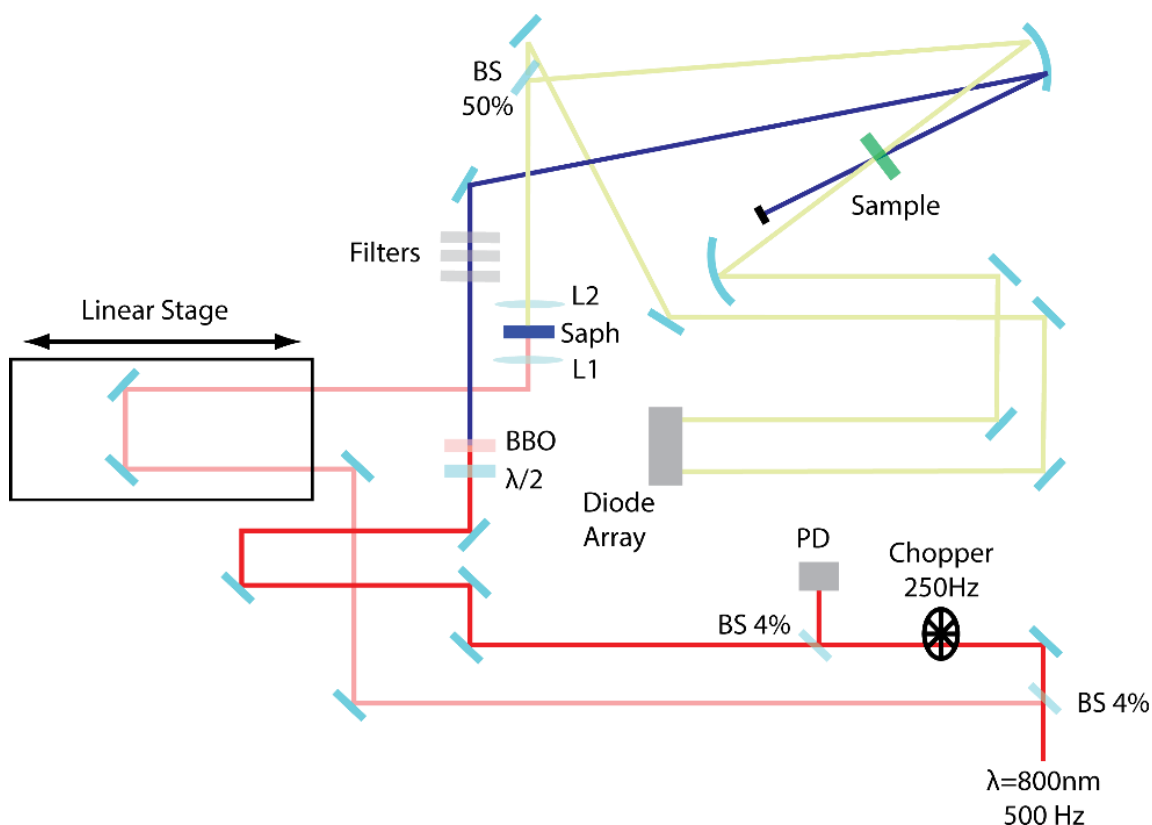 BS
50%
Sample
Filters
L2
Linear Stage
Saph
L1
BBO
λ/2
Diode
Array
PD
Chopper
250Hz
BS 4%
BS 4%
λ=800nm
500 Hz